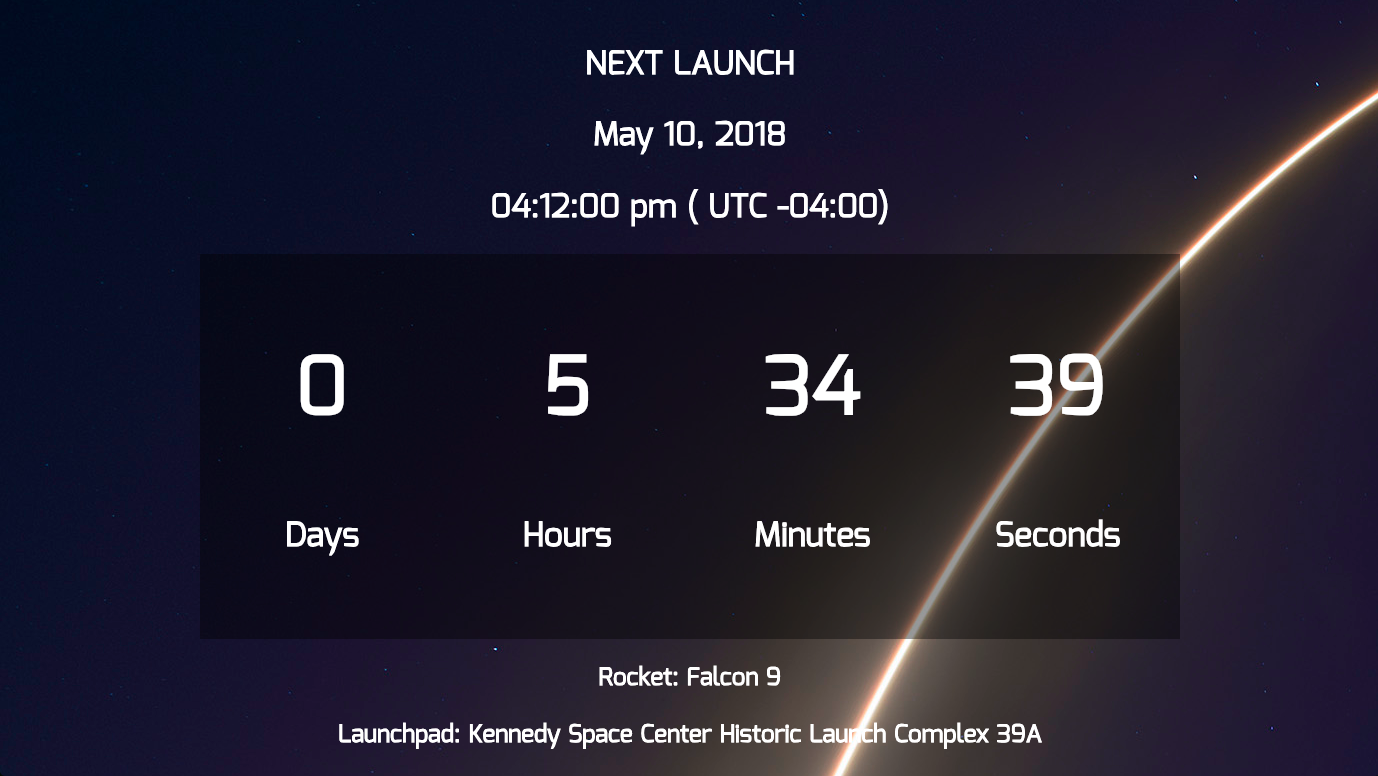 NEXT LAUNCH
May 10, 2018
04:12:00 pm ( UTC -04:00)
0 5 34 39
Days Hours Minutes Seconds
Rocket: Falcon 9
Launchpad: Kennedy Space Center Historic Launch Complex 39A